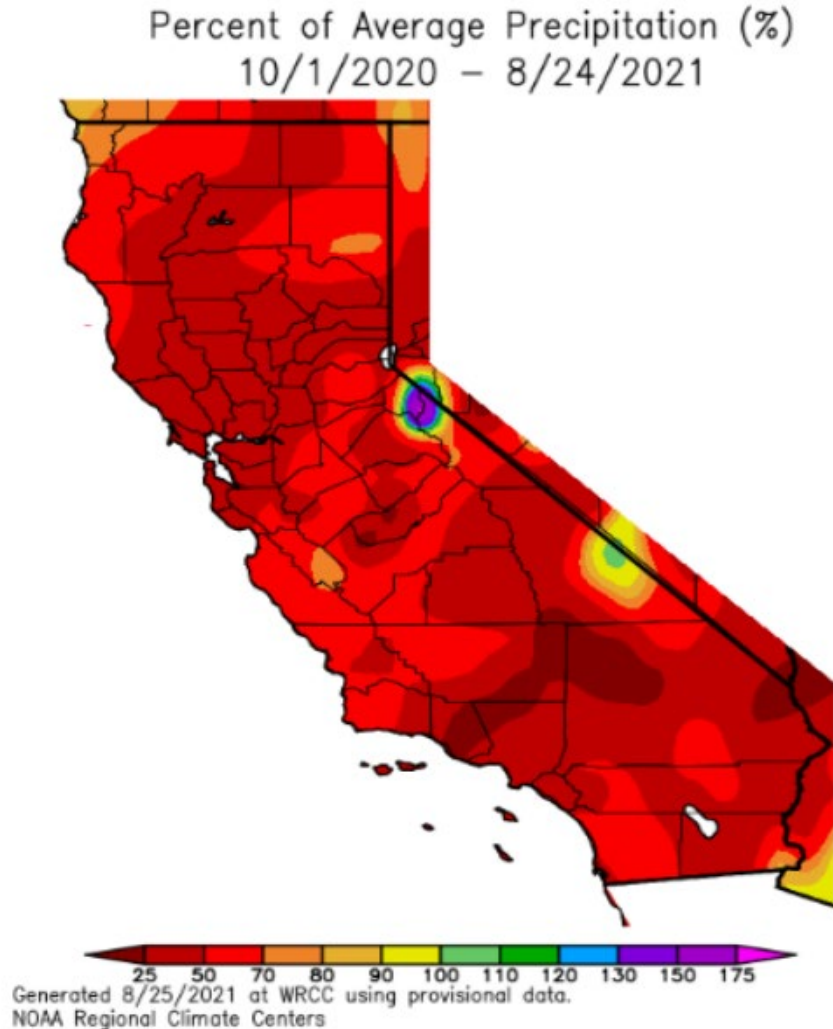 Percent of Average Precipitation (%)
10/1/2020 – 8/24/2021
25 50 70 80 90 100 110 120 130 150 175
Generated 8/25/2021 at WRCC using provisional data.
NOAA Regional Climate Centers